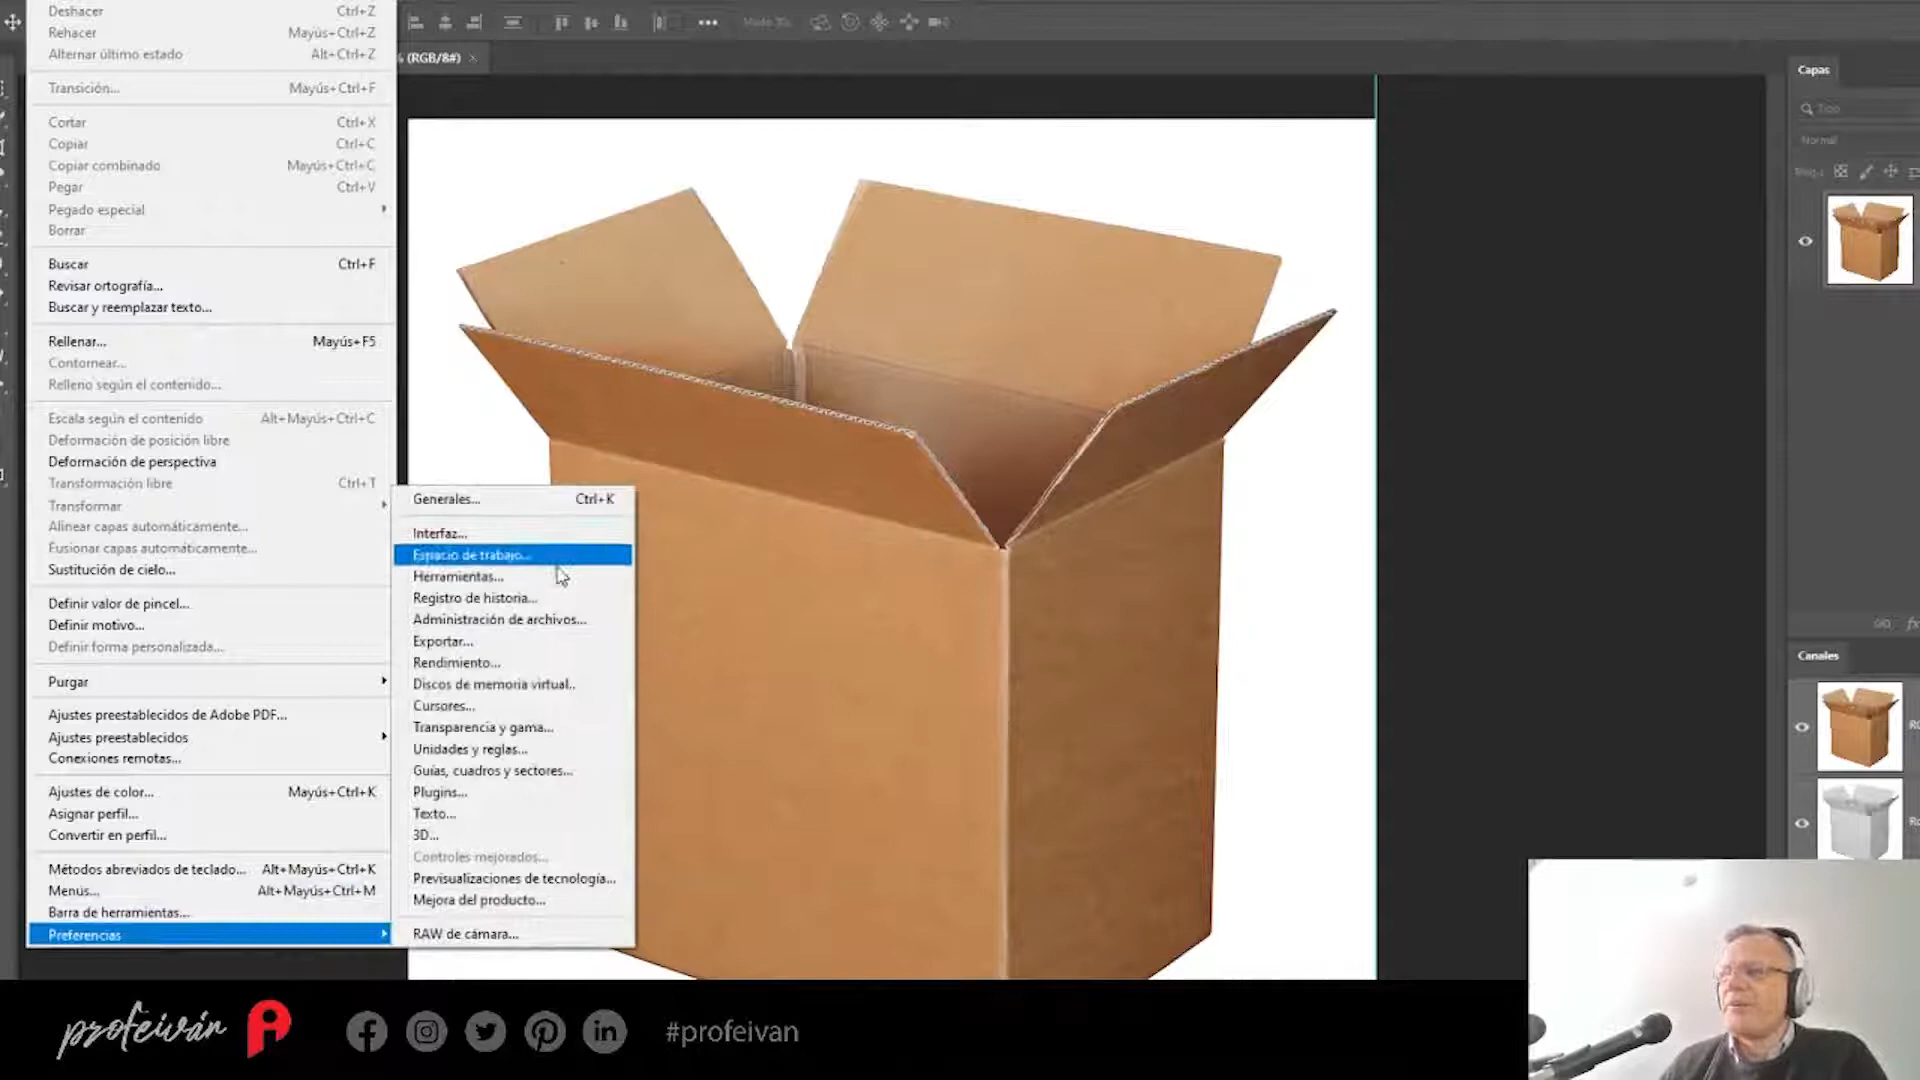 Deshacer Ctrl+Z
Rehacer Mayús+Ctrl+Z
Alternar último estado Alt+Ctrl+Z
Transición... Mayús+Ctrl+F
Cortar Ctrl+X
Copiar Ctrl+C
Copiar combinado Mayús+Ctrl+C
Pegar Ctrl+V
Pegado especial
Borrar
Buscar Ctrl+F
Revisar ortografía...
Buscar y reemplazar texto...
Rellenar... Mayús+F5
Contornear...
Relleno según el contenido...
Escala según el contenido Alt+Mayús+Ctrl+C
Deformación de posición libre
Deformación de perspectiva
Transformación libre Ctrl+T
Transformar
Alinear capas automáticamente...
Fusionar capas automáticamente...
Sustitución de cielo...
Definir valor de pincel...
Definir motivo...
Definir forma personalizada...
Purgar
Ajustes preestablecidos de Adobe PDF...
Ajustes preestablecidos
Conexiones remotas...
Ajustes de color... Mayús+Ctrl+K
Asignar perfil...
Convertir en perfil...
Métodos abreviados de teclado... Alt+Mayús+Ctrl+K
Menús... Alt+Mayús+Ctrl+M
Barra de herramientas...
Preferencias
Generales... Ctrl+K
Interfaz...
Espacio de trabajo...
Herramientas...
Registro de historia...
Administración de archivos...
Exportar...
Rendimiento...
Discos de memoria virtual...
Cursores...
Transparencia y gama...
Unidades y reglas...
Guías, cuadros y sectores...
Plugins...
Texto...
3D...
Controles mejorados...
Previsualizaciones de tecnología...
Mejora del producto...
RAW de cámara...
% (RGB/8#) ×
Modo 3D:
Capas
Tipo
Normal
fx
Canales
profeiván
#profeivan